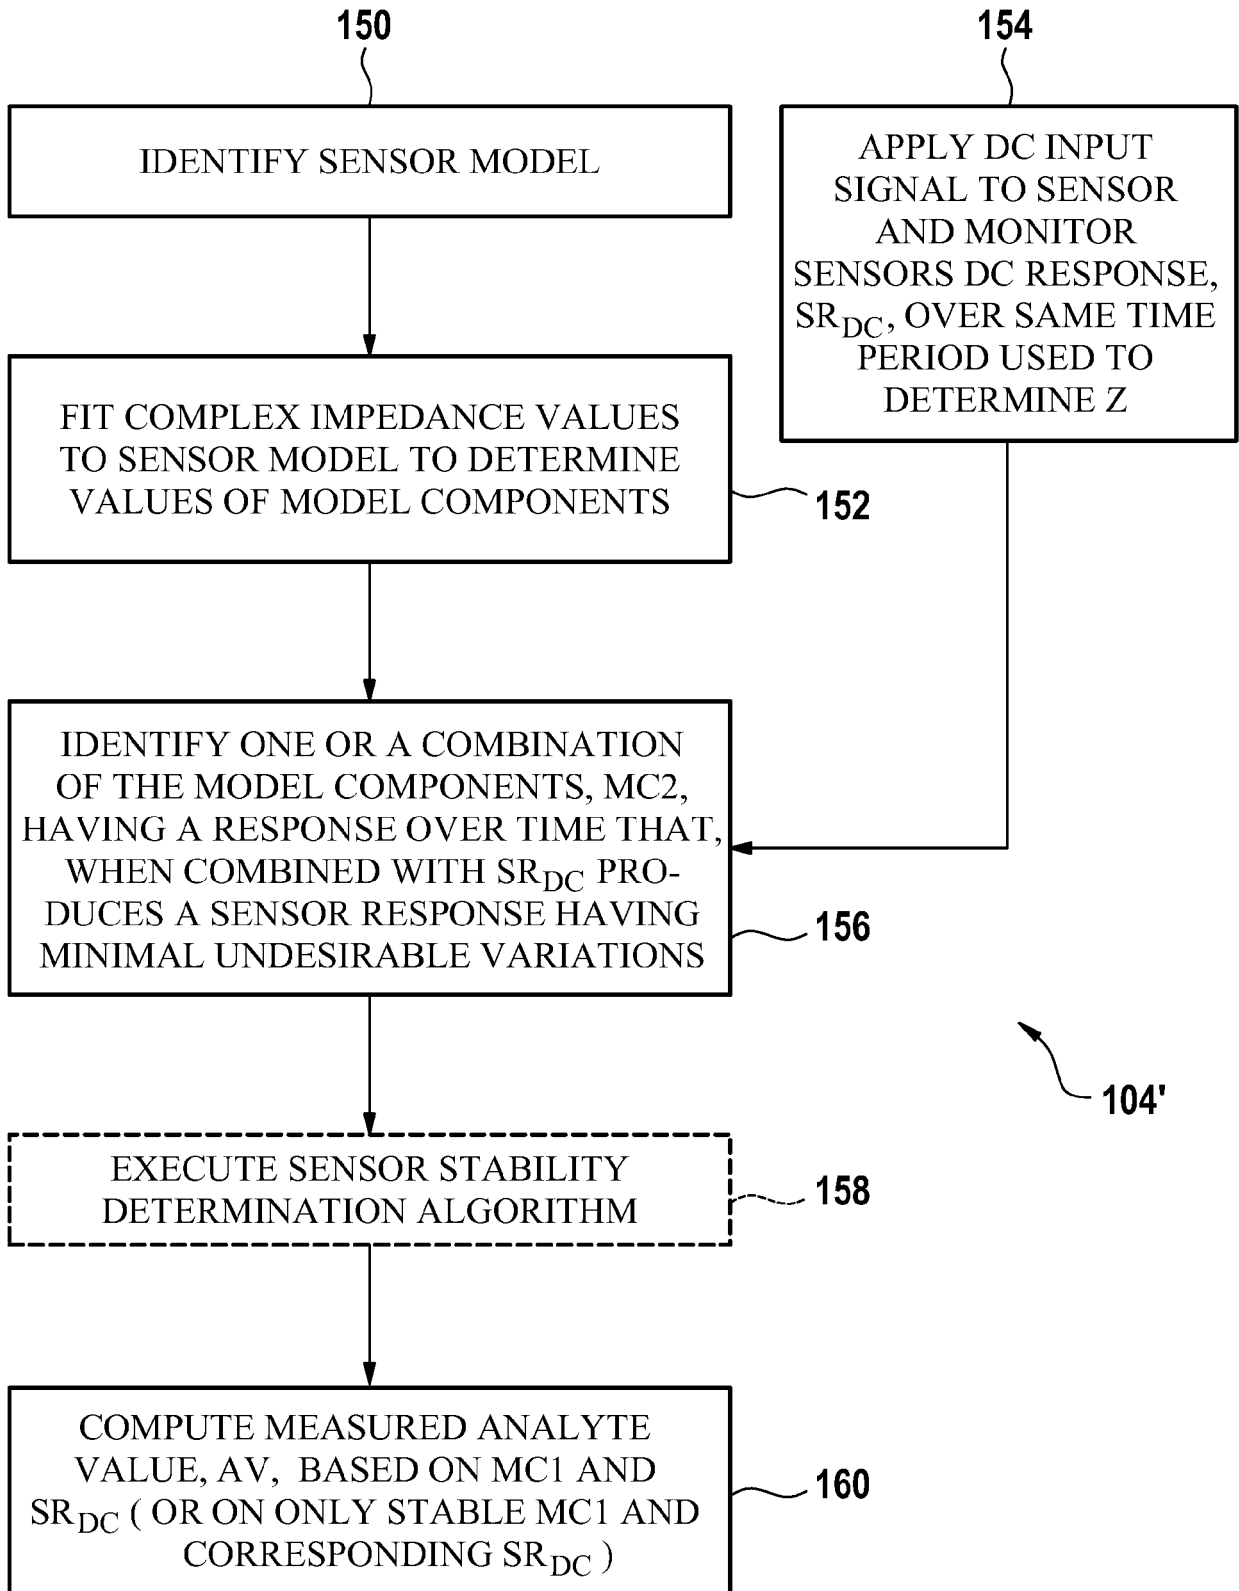 150
154
IDENTIFY SENSOR MODEL
APPLY DC INPUT
SIGNAL TO SENSOR
AND MONITOR
SENSORS DC RESPONSE,
SRDC, OVER SAME TIME
PERIOD USED TO
DETERMINE Z
FIT COMPLEX IMPEDANCE VALUES
TO SENSOR MODEL TO DETERMINE
VALUES OF MODEL COMPONENTS
152
IDENTIFY ONE OR A COMBINATION
OF THE MODEL COMPONENTS, MC2,
HAVING A RESPONSE OVER TIME THAT,
WHEN COMBINED WITH SRDC PRO-
DUCES A SENSOR RESPONSE HAVING
MINIMAL UNDESIRABLE VARIATIONS
156
104'
EXECUTE SENSOR STABILITY
DETERMINATION ALGORITHM
158
COMPUTE MEASURED ANALYTE
VALUE, AV, BASED ON MC1 AND
SRDC ( OR ON ONLY STABLE MC1 AND
CORRESPONDING SRDC )
160